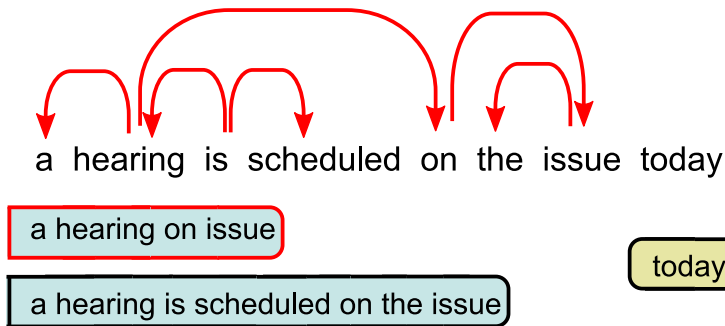 a hearing is scheduled on the issue today
a hearing on issue
today
a hearing is scheduled on the issue